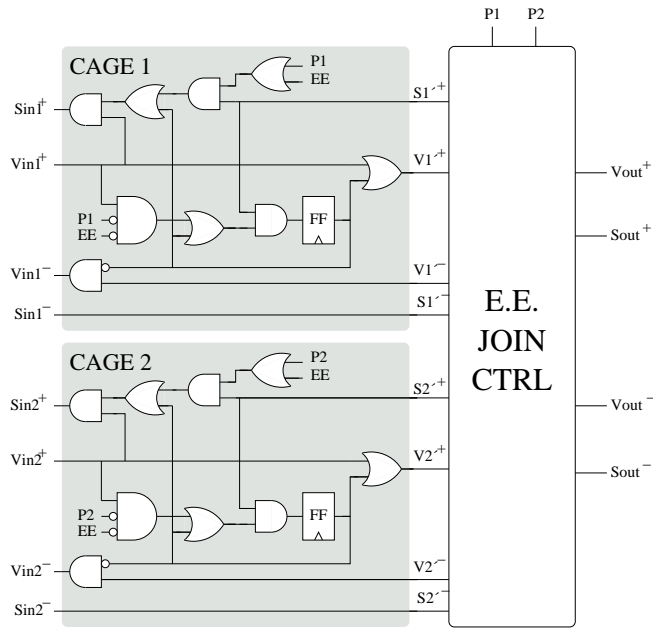 P1 P2
CAGE 1
P1
EE
Sin1+
S1´+
Vin1+
V1´+
Vout+
P1
EE
FF
Sout+
Vin1−
V1´−
Sin1−
S1´−
E.E.
JOIN
CTRL
CAGE 2
P2
EE
Sin2+
S2´+
Vout−
Vin2+
V2´+
Sout−
P2
EE
FF
Vin2−
V2´−
Sin2−
S2´−